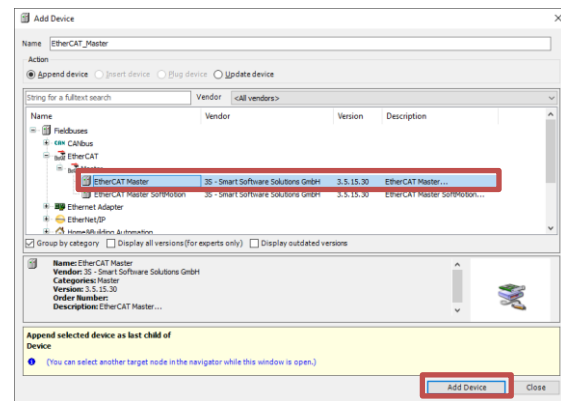 Add Device
Name EtherCAT_Master
Action
Append device Insert device Plug device Update device
String for a fulltext search Vendor <All vendors>
Name Vendor Version Description
Fieldbuses
CAN CANbus
EtherCAT
Master
EtherCAT Master 3S - Smart Software Solutions GmbH 3.5.15.30 EtherCAT Master...
EtherCAT Master SoftMotion 3S - Smart Software Solutions GmbH 3.5.15.30 EtherCAT Master SoftMotion...
Ethernet Adapter
EtherNet/IP
Home&Building Automation
Group by category Display all versions (for experts only) Display outdated versions
Name: EtherCAT Master
Vendor: 3S - Smart Software Solutions GmbH
Categories: Master
Version: 3.5.15.30
Order Number:
Description: EtherCAT Master...
Append selected device as last child of
Device
(You can select another target node in the navigator while this window is open.)
Add Device Close